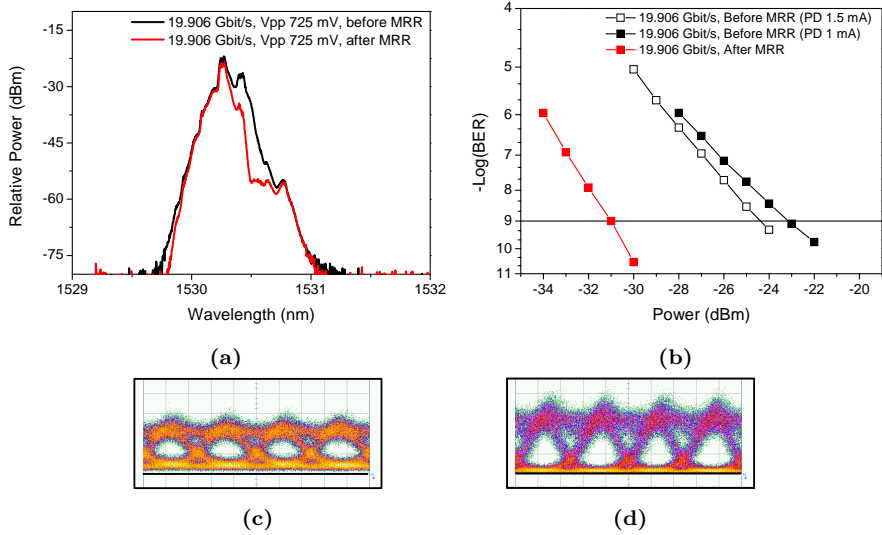 19.906 Gbit/s, Vpp 725 mV, before MRR
19.906 Gbit/s, Vpp 725 mV, after MRR
0
-15
-30
-45
-60
-75
Relative Power (dBm)
1529
1530
1531
1532
Wavelength (nm)
(a)
19.906 Gbit/s, Before MRR (PD 1.5 mA)
19.906 Gbit/s, Before MRR (PD 1 mA)
19.906 Gbit/s, After MRR
4
5
6
7
8
9
10
11
-Log(BER)
-34
-32
-30
-28
-26
-24
-22
-20
Power (dBm)
(b)
(c)
(d)